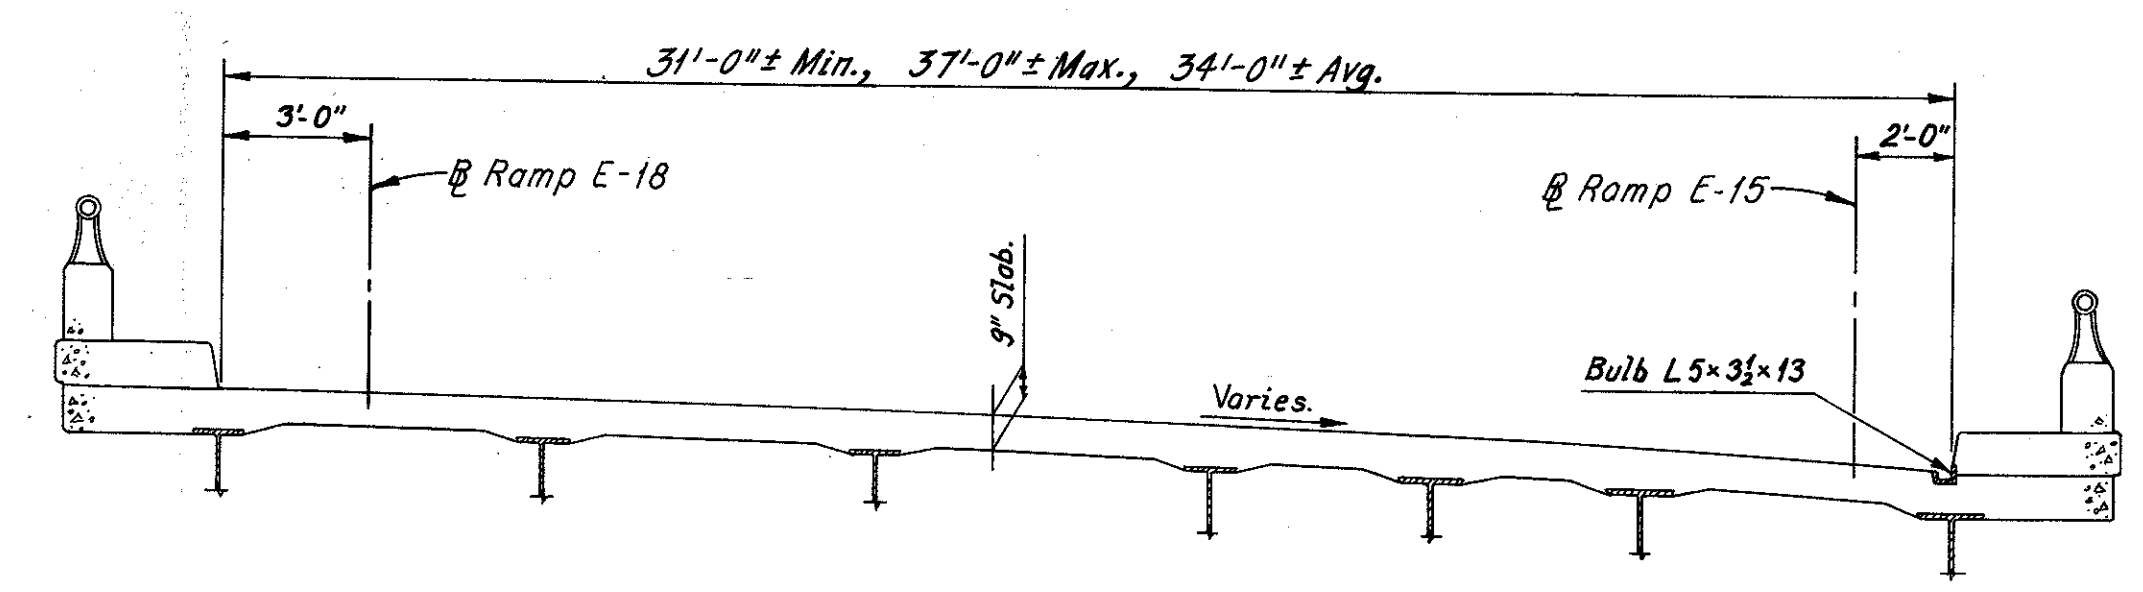 31'-0"± Min., 37'-0"± Max., 34'-0"± Avg.
3'-0"
2'-0"
℄ Ramp E-18
℄ Ramp E-15
9" Slab.
Bulb L 5×3½×13
Varies.